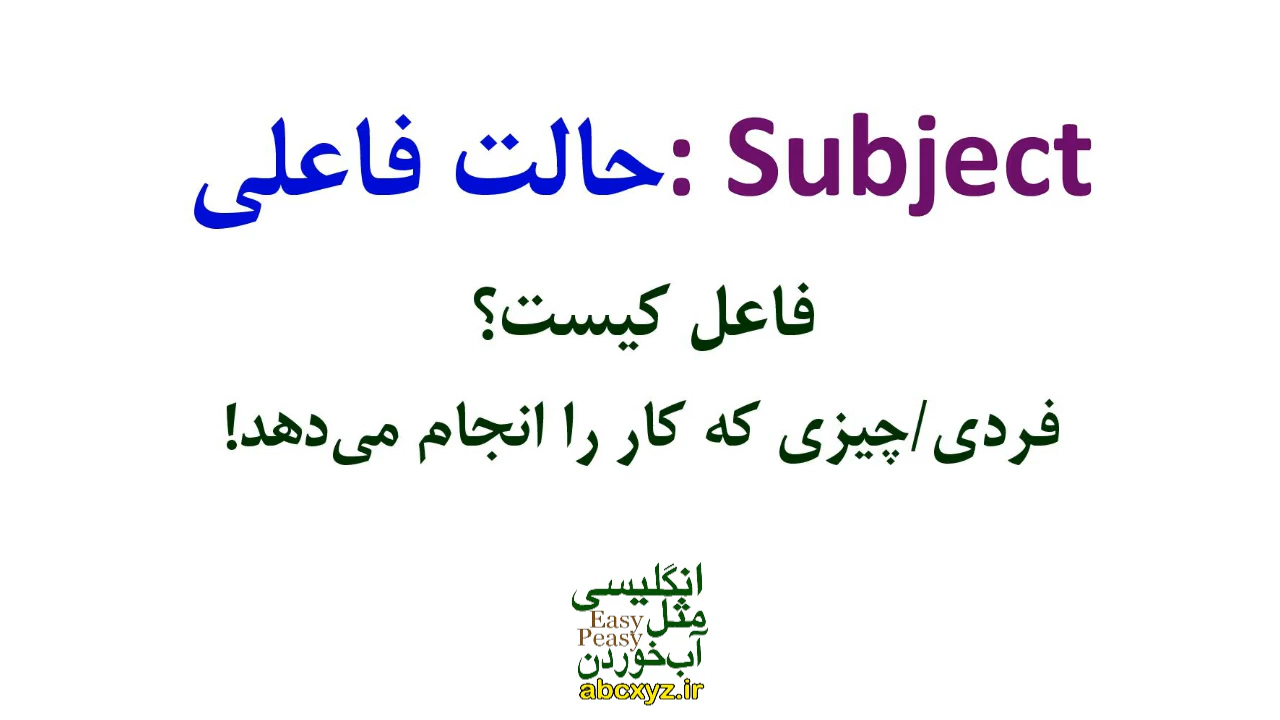 Subject :حالت فاعلی
فاعل کیست؟
فردی/چیزی که کار را انجام می‌دهد!
انگلیسی
مثل Easy
Peasy
آب‌خوردن
abcxyz.ir